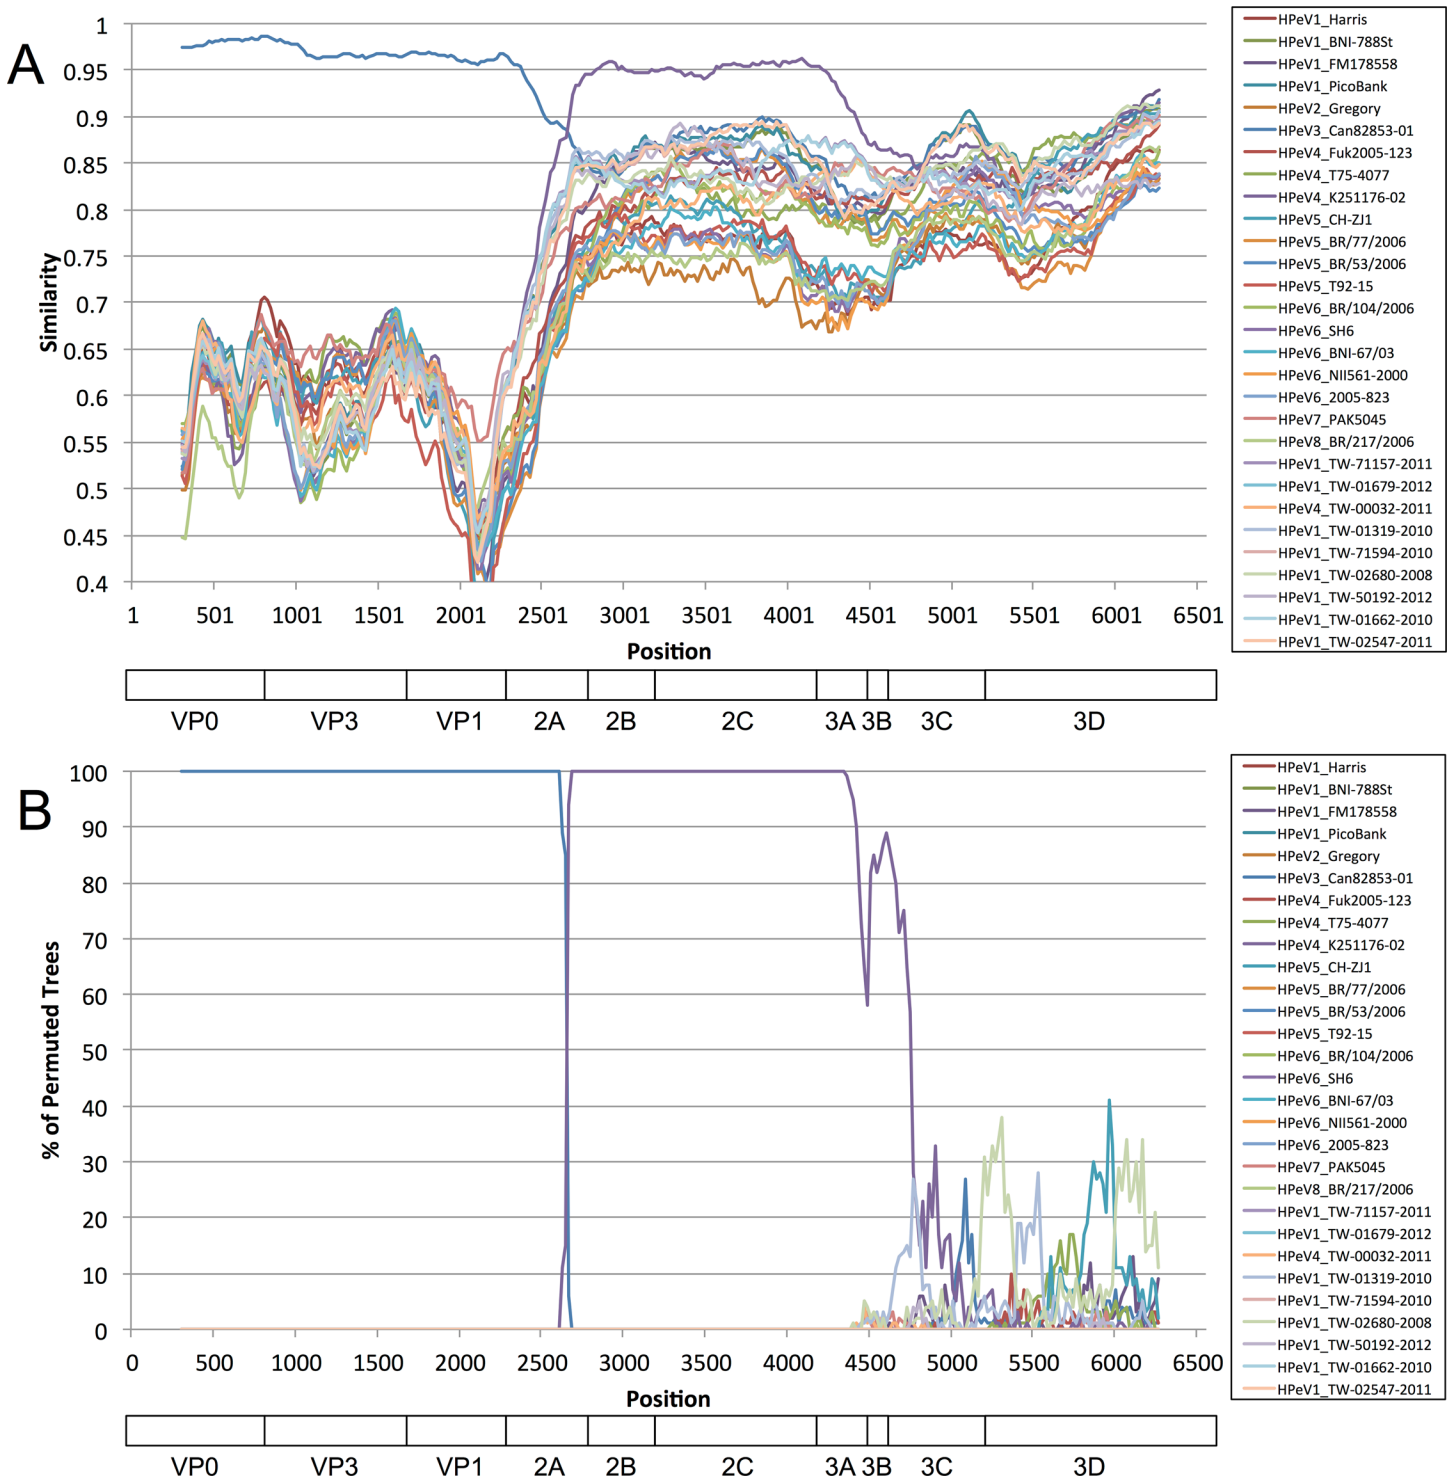 A
1
0.95
0.9
0.85
0.8
0.75
0.7
0.65
0.6
0.55
0.5
0.45
0.4
Similarity
1 501 1001 1501 2001 2501 3001 3501 4001 4501 5001 5501 6001 6501
Position
VP0 VP3 VP1 2A 2B 2C 3A 3B 3C 3D
HPeV1_Harris
HPeV1_BNI-788St
HPeV1_FM178558
HPeV1_PicoBank
HPeV2_Gregory
HPeV3_Can82853-01
HPeV4_Fuk2005-123
HPeV4_T75-4077
HPeV4_K251176-02
HPeV5_CH-ZJ1
HPeV5_BR/77/2006
HPeV5_BR/53/2006
HPeV5_T92-15
HPeV6_BR/104/2006
HPeV6_SH6
HPeV6_BNI-67/03
HPeV6_NII561-2000
HPeV6_2005-823
HPeV7_PAK5045
HPeV8_BR/217/2006
HPeV1_TW-71157-2011
HPeV1_TW-01679-2012
HPeV4_TW-00032-2011
HPeV1_TW-01319-2010
HPeV1_TW-71594-2010
HPeV1_TW-02680-2008
HPeV1_TW-50192-2012
HPeV1_TW-01662-2010
HPeV1_TW-02547-2011
B
100
90
80
70
60
50
40
30
20
10
0
% of Permuted Trees
0 500 1000 1500 2000 2500 3000 3500 4000 4500 5000 5500 6000 6500
Position
VP0 VP3 VP1 2A 2B 2C 3A 3B 3C 3D
HPeV1_Harris
HPeV1_BNI-788St
HPeV1_FM178558
HPeV1_PicoBank
HPeV2_Gregory
HPeV3_Can82853-01
HPeV4_Fuk2005-123
HPeV4_T75-4077
HPeV4_K251176-02
HPeV5_CH-ZJ1
HPeV5_BR/77/2006
HPeV5_BR/53/2006
HPeV5_T92-15
HPeV6_BR/104/2006
HPeV6_SH6
HPeV6_BNI-67/03
HPeV6_NII561-2000
HPeV6_2005-823
HPeV7_PAK5045
HPeV8_BR/217/2006
HPeV1_TW-71157-2011
HPeV1_TW-01679-2012
HPeV4_TW-00032-2011
HPeV1_TW-01319-2010
HPeV1_TW-71594-2010
HPeV1_TW-02680-2008
HPeV1_TW-50192-2012
HPeV1_TW-01662-2010
HPeV1_TW-02547-2011